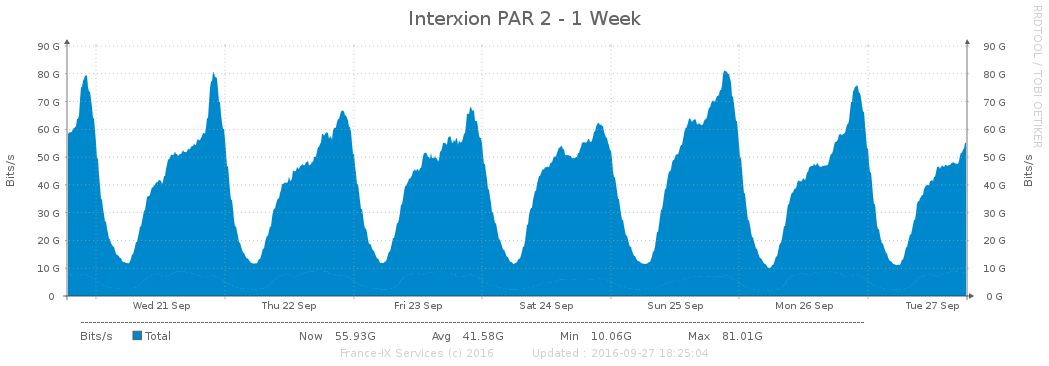 Interxion PAR 2 - 1 Week
RRDTOOL / TOBI OETIKER
Bits/s
90 G 90 G
80 G 80 G
70 G 70 G
60 G 60 G
50 G 50 G
40 G 40 G
30 G 30 G
20 G 20 G
10 G 10 G
0 0 G
Bits/s
Wed 21 Sep Thu 22 Sep Fri 23 Sep Sat 24 Sep Sun 25 Sep Mon 26 Sep Tue 27 Sep
Bits/s Total Now 55.93G Avg 41.58G Min 10.06G Max 81.01G
France-IX Services (c) 2016 Updated : 2016-09-27 18:25:04